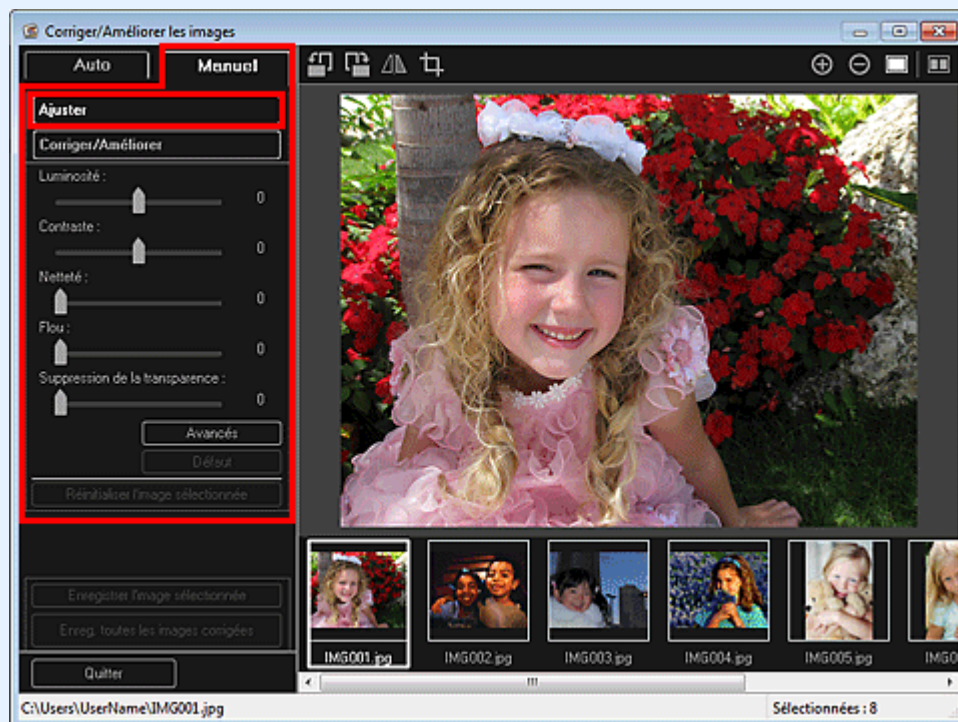 Corriger/Améliorer les images
Auto
Manuel
Ajuster
Corriger/Améliorer
Luminosité :
0
Contraste :
0
Netteté :
0
Flou :
0
Suppression de la transparence :
0
Avancés
Défaut
Réinitialiser l'image sélectionnée
Enregistrer l'image sélectionnée
Enreg. toutes les images corrigées
Quitter
IMG001.jpg
IMG002.jpg
IMG003.jpg
IMG004.jpg
IMG005.jpg
IMG0
C:\Users\UserName\IMG001.jpg
Sélectionnées : 8